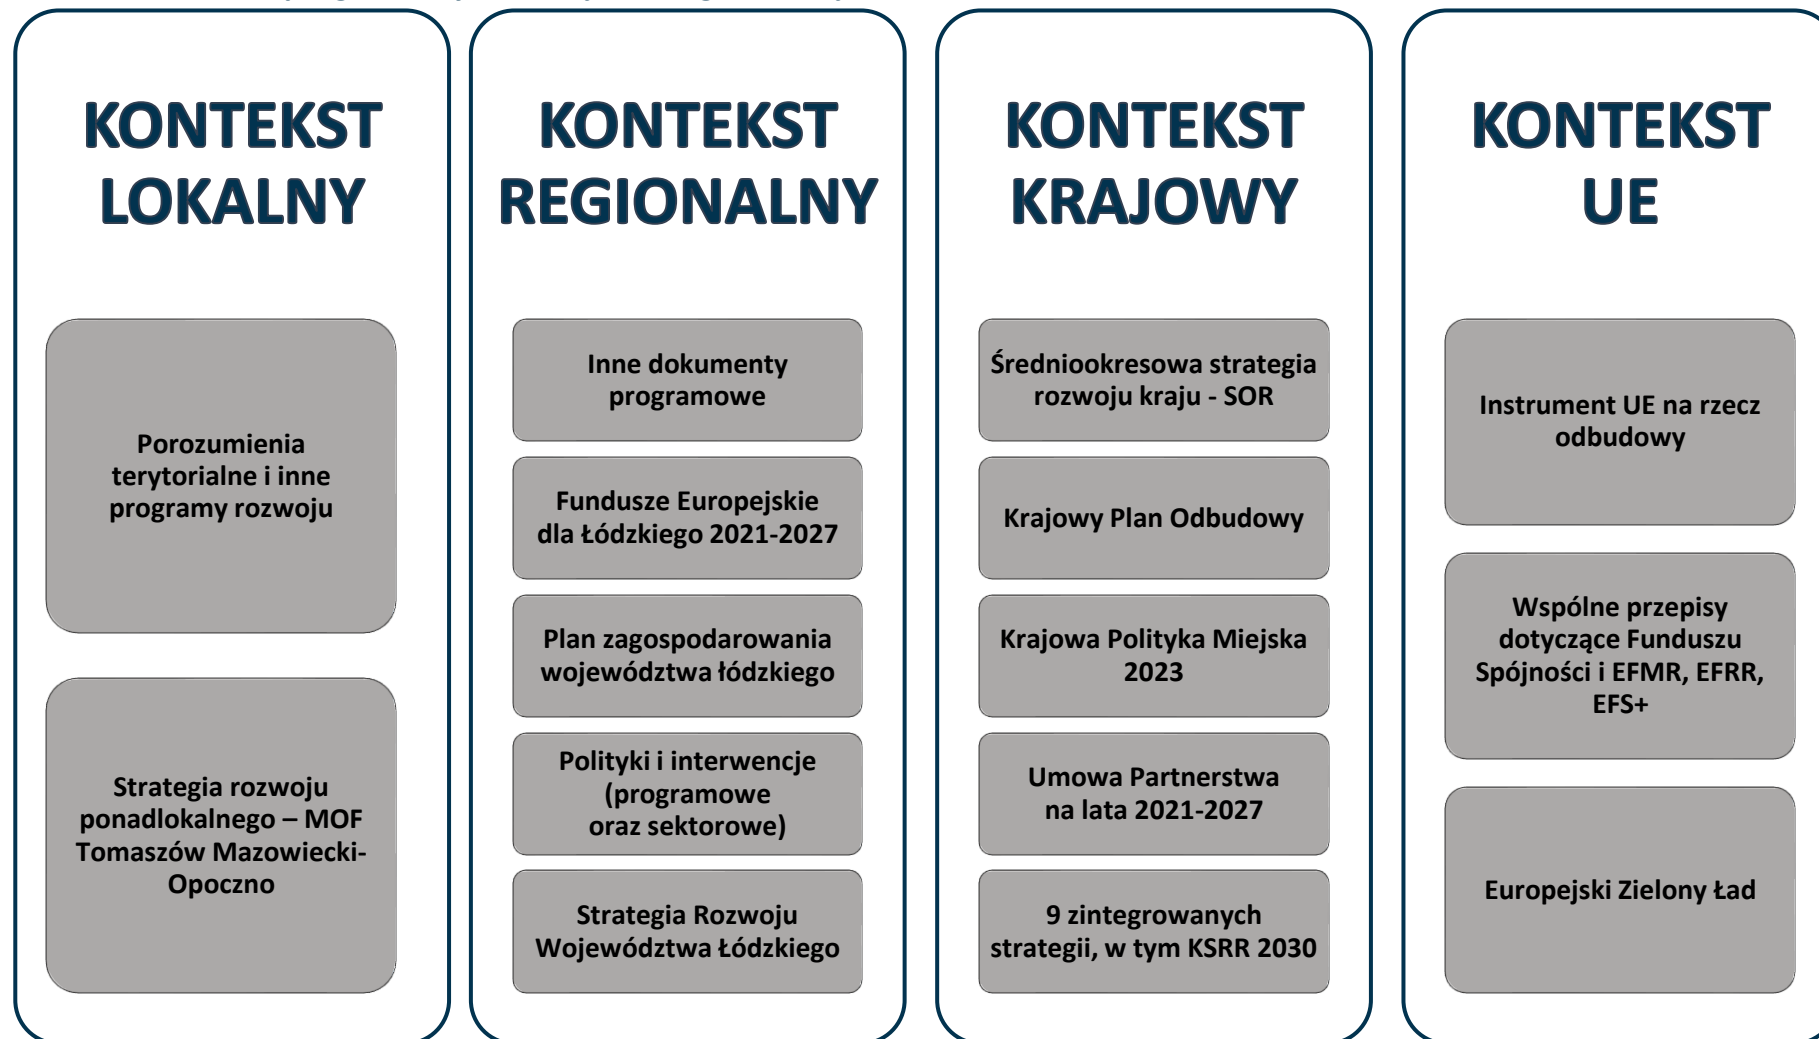 KONTEKST
LOKALNY
Porozumienia
terytorialne i inne
programy rozwoju
Strategia rozwoju
ponadlokalnego – MOF
Tomaszów Mazowiecki-
Opoczno
KONTEKST
REGIONALNY
Inne dokumenty
programowe
Fundusze Europejskie
dla Łódzkiego 2021-2027
Plan zagospodarowania
województwa łódzkiego
Polityki i interwencje
(programowe
oraz sektorowe)
Strategia Rozwoju
Województwa Łódzkiego
KONTEKST
KRAJOWY
Średniookresowa strategia
rozwoju kraju - SOR
Krajowy Plan Odbudowy
Krajowa Polityka Miejska
2023
Umowa Partnerstwa
na lata 2021-2027
9 zintegrowanych
strategii, w tym KSRR 2030
KONTEKST
UE
Instrument UE na rzecz
odbudowy
Wspólne przepisy
dotyczące Funduszu
Spójności i EFMR, EFRR,
EFS+
Europejski Zielony Ład